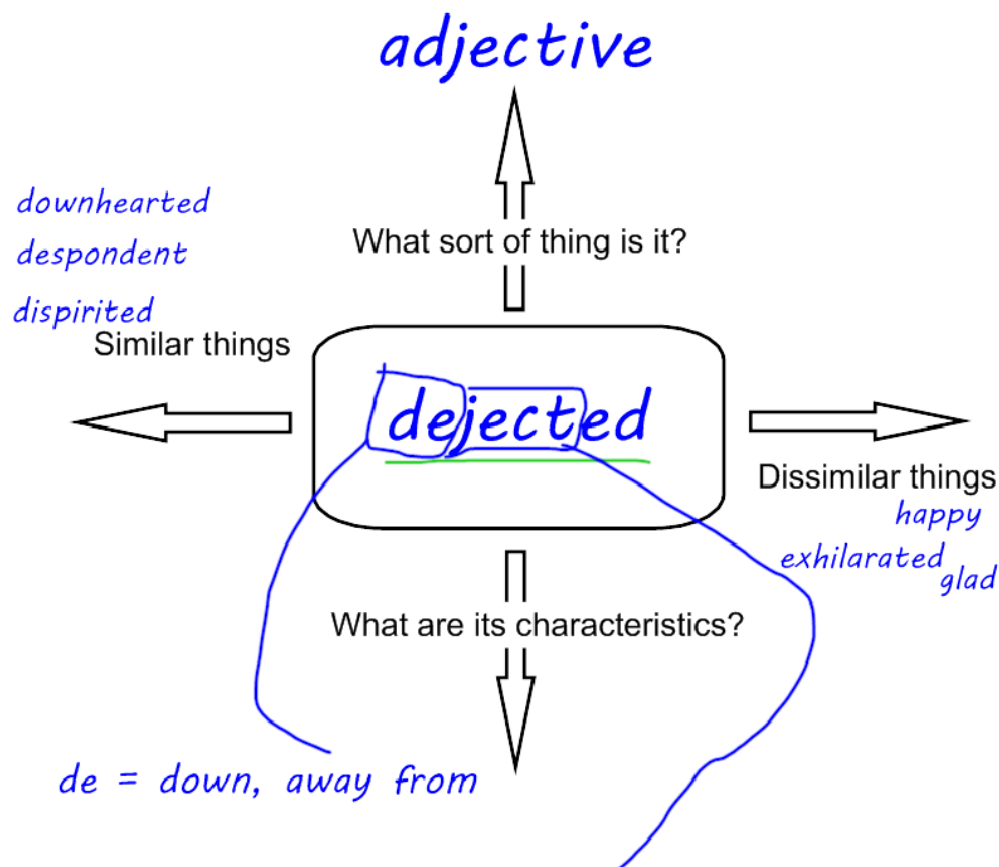 adjective
downhearted
despondent
dispirited
What sort of thing is it?
Similar things
dejected
Dissimilar things
happy
exhilarated
glad
What are its characteristics?
de = down, away from